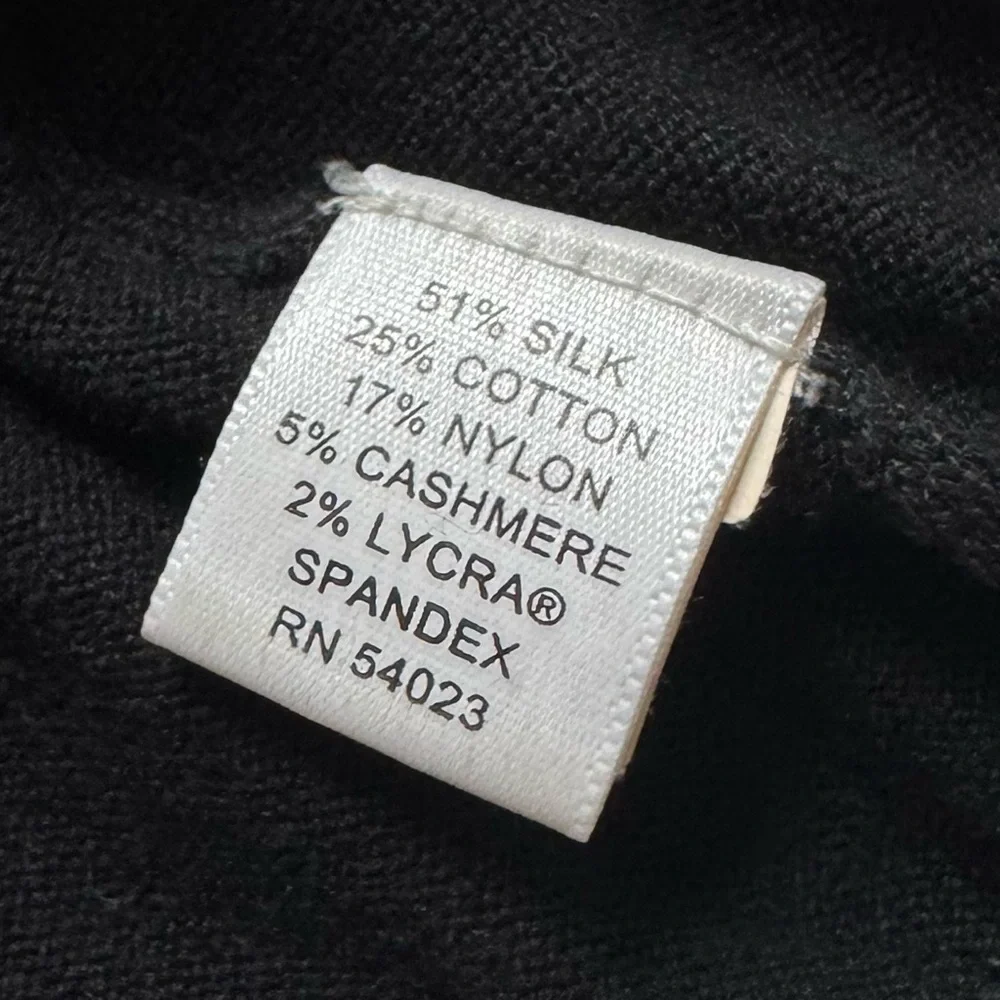 51% SILK
25% COTTON
17% NYLON
5% CASHMERE
2% LYCRA®
SPANDEX
RN 54023